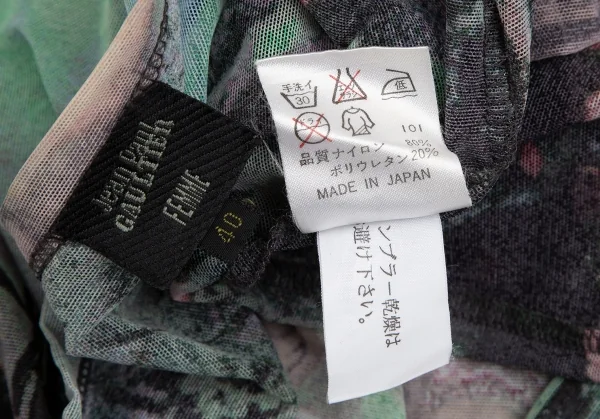 Jean Paul
GAULTIER
FEMME
40
手洗イ
30
低
101
品質ナイロン 80%
ポリウレタン20%
MADE IN JAPAN
ンブラー乾燥は
避け下さい。